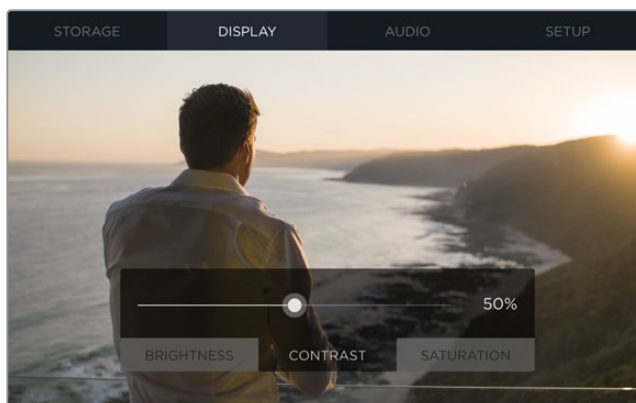 STORAGE DISPLAY AUDIO SETUP
50%
BRIGHTNESS CONTRAST SATURATION